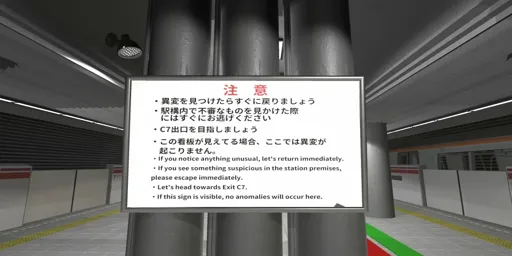 注 意
・異変を見つけたらすぐに戻りましょう
・駅構内で不審なものを見かけた際
にはすぐにお逃げください
・C7出口を目指しましょう
・この看板が見えてる場合、ここでは異変が
起こりません。
・If you notice anything unusual, let's return immediately.
・If you see something suspicious in the station premises,
please escape immediately.
・Let's head towards Exit C7.
・If this sign is visible, no anomalies will occur here.